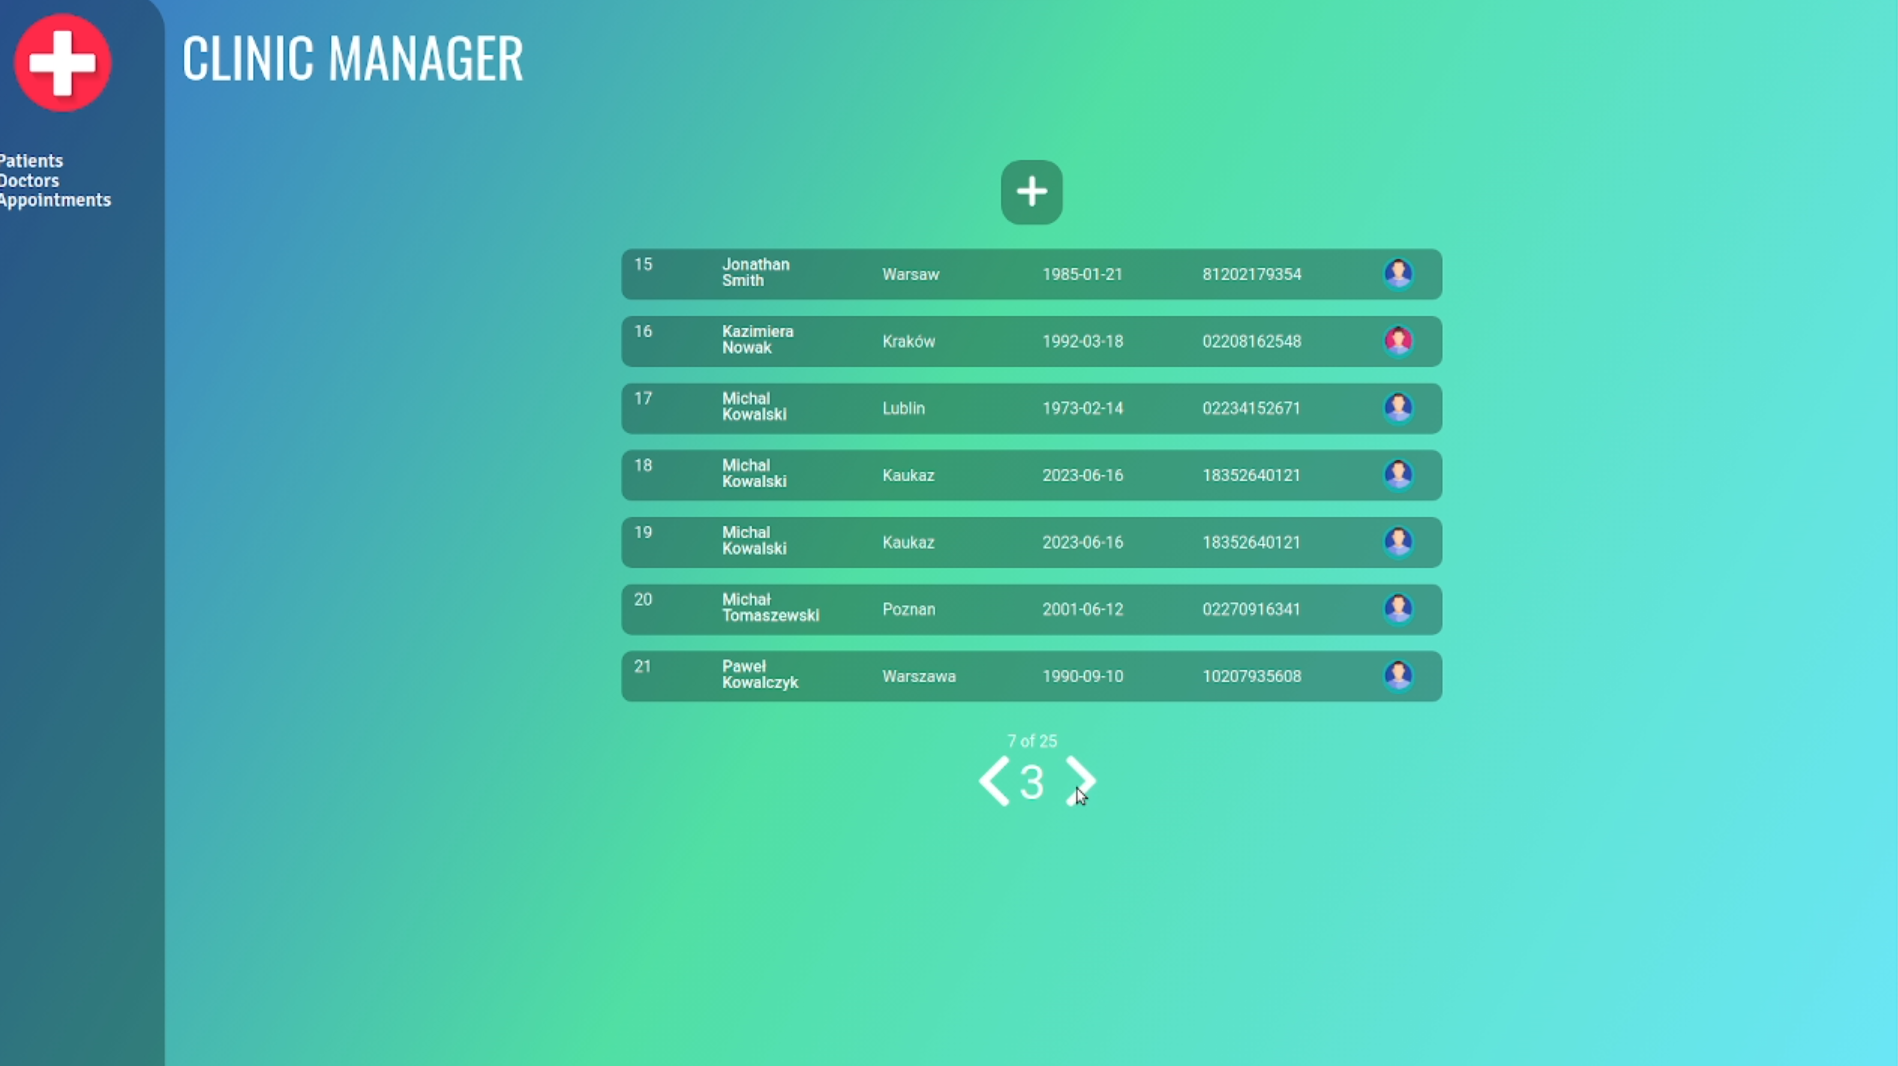 CLINIC MANAGER
Patients
Doctors
Appointments
15 Jonathan Smith Warsaw 1985-01-21 81202179354
16 Kazimiera Nowak Kraków 1992-03-18 02208162548
17 Michal Kowalski Lublin 1973-02-14 02234152671
18 Michal Kowalski Kaukaz 2023-06-16 18352640121
19 Michal Kowalski Kaukaz 2023-06-16 18352640121
20 Michał Tomaszewski Poznan 2001-06-12 02270916341
21 Paweł Kowalczyk Warszawa 1990-09-10 10207935608
7 of 25
3